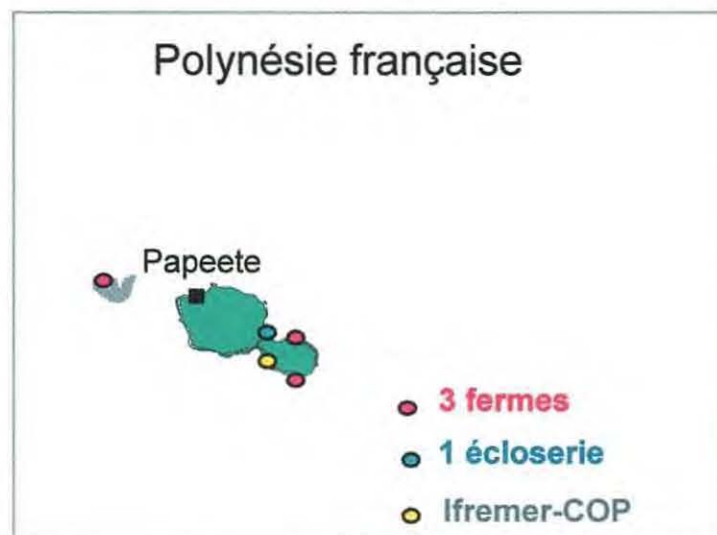 Polynésie française
Papeete
3 fermes
1 écloserie
Ifremer-COP